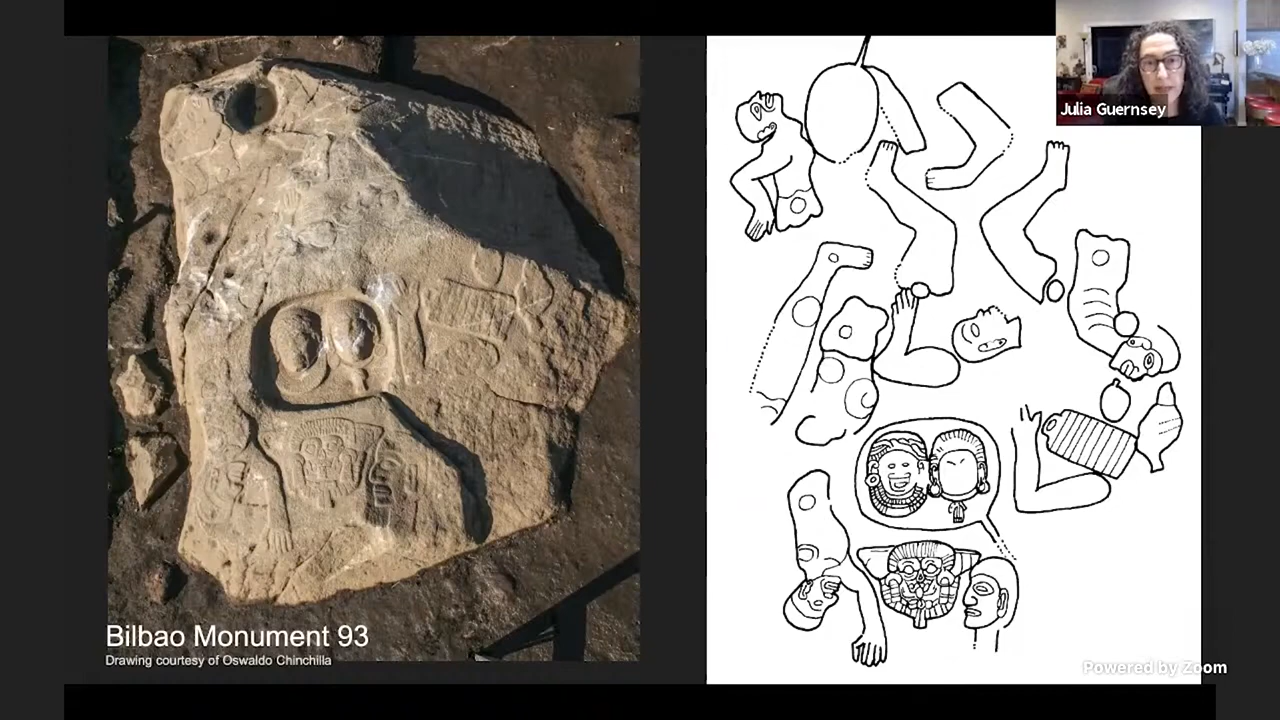 Julia Guernsey
Bilbao Monument 93
Drawing courtesy of Oswaldo Chinchilla
Powered by Zoom